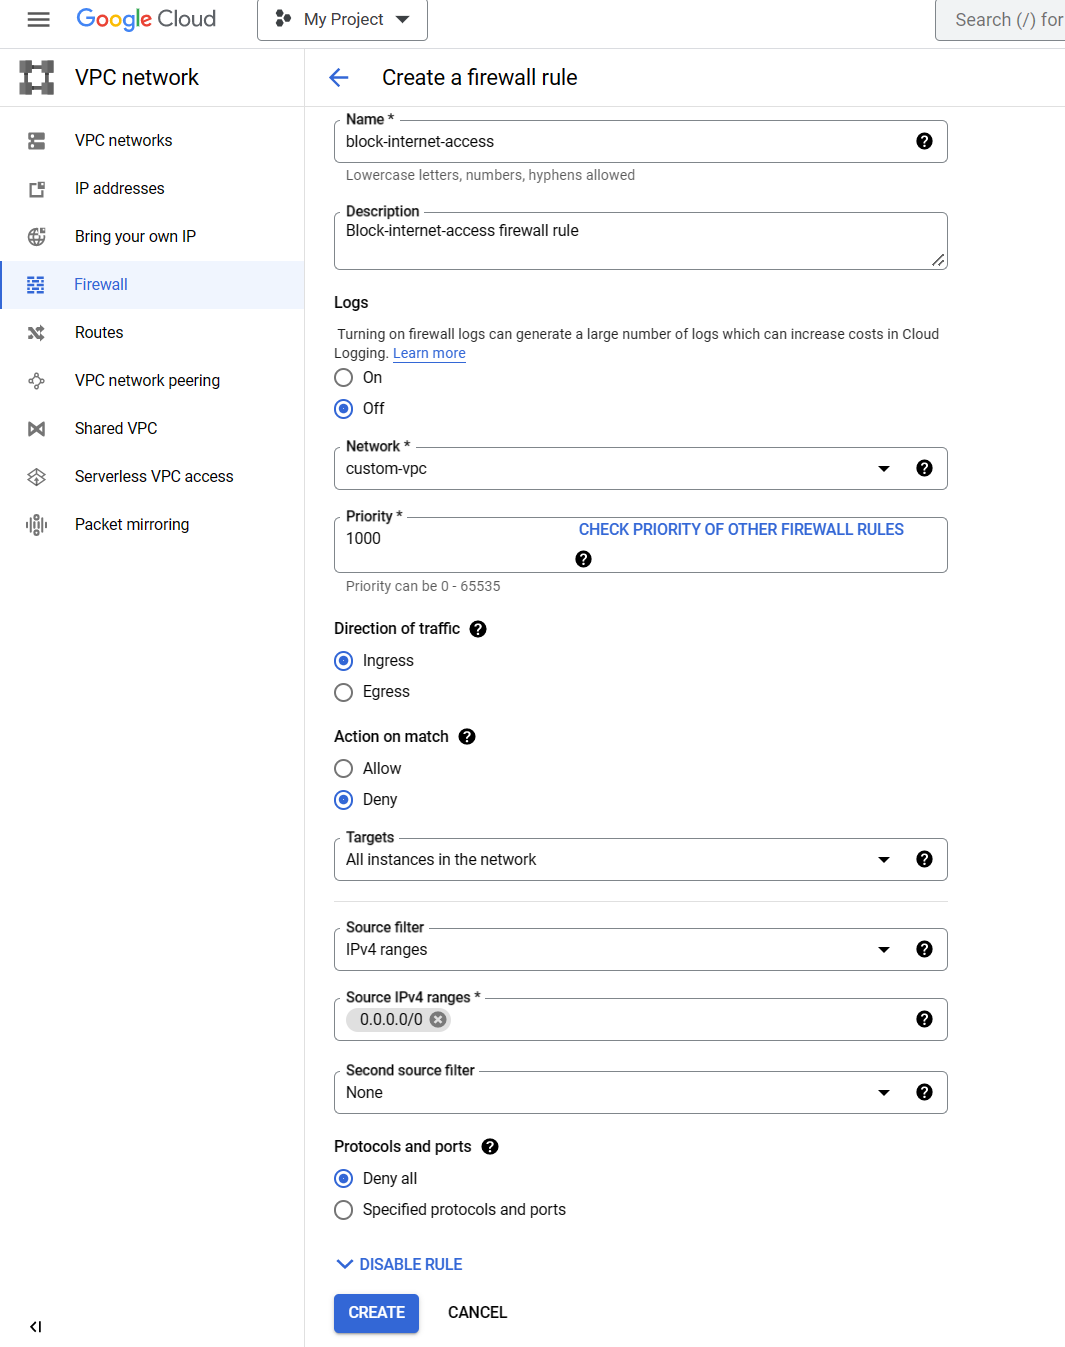 Google Cloud
My Project
Search (/) for
VPC network
Create a firewall rule
VPC networks
IP addresses
Bring your own IP
Firewall
Routes
VPC network peering
Shared VPC
Serverless VPC access
Packet mirroring
Name *
block-internet-access
Lowercase letters, numbers, hyphens allowed
Description
Block-internet-access firewall rule
Logs
Turning on firewall logs can generate a large number of logs which can increase costs in Cloud
Logging. Learn more
On
Off
Network *
custom-vpc
Priority *
1000
CHECK PRIORITY OF OTHER FIREWALL RULES
Priority can be 0 - 65535
Direction of traffic
Ingress
Egress
Action on match
Allow
Deny
Targets
All instances in the network
Source filter
IPv4 ranges
Source IPv4 ranges *
0.0.0.0/0
Second source filter
None
Protocols and ports
Deny all
Specified protocols and ports
DISABLE RULE
CREATE
CANCEL